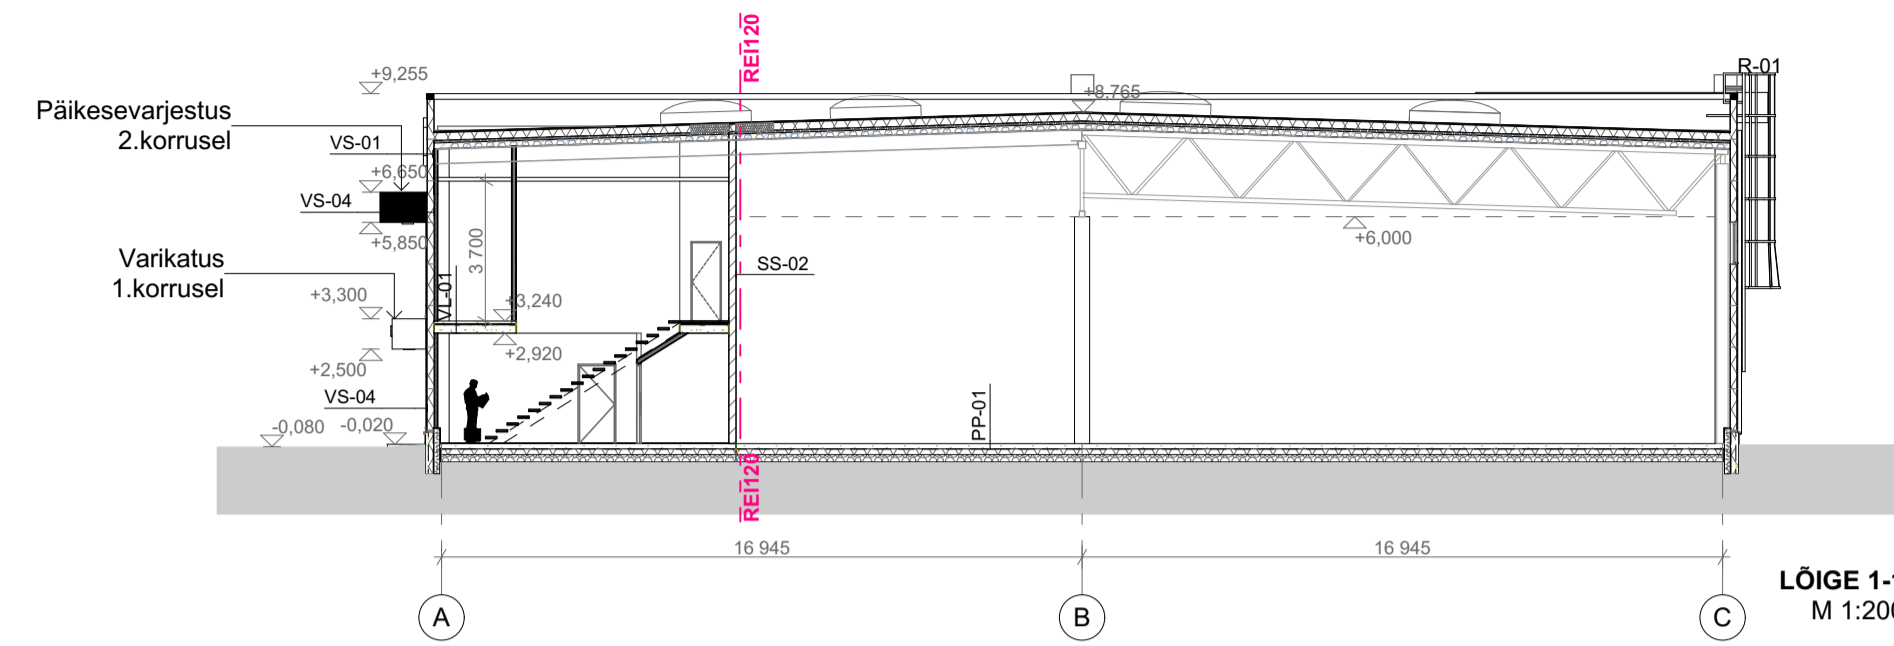 REI120
+9,255
R-01
+8,765
Päikesevarjestus
2.korrusel
VS-01
+6,650
VS-04
+5,850
+6,000
3 700
SS-02
Varikatus
1.korrusel
VL-01
+3,300
+3,240
+2,920
+2,500
VS-04
PP-01
-0,080
-0,020
REI120
16 945
16 945
A
B
C
LÕIGE 1-
M 1:200